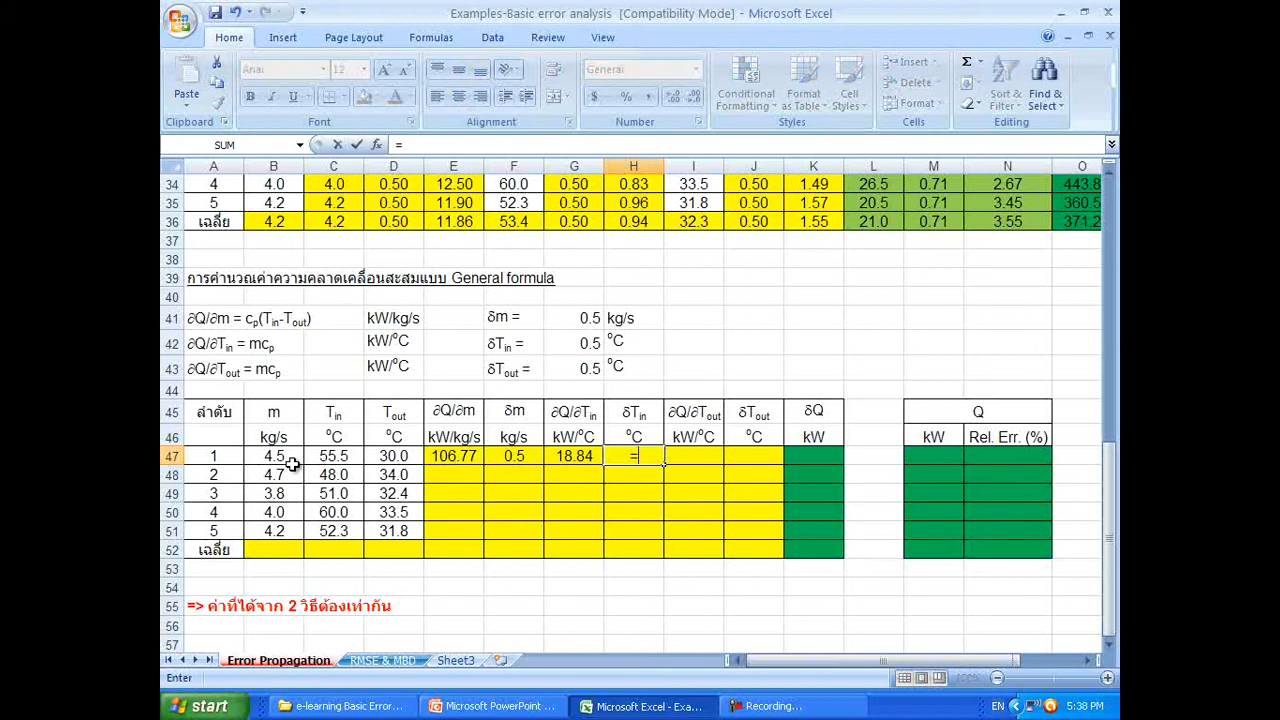 Examples-Basic error analysis [Compatibility Mode] - Microsoft Excel
Home Insert Page Layout Formulas Data Review View
Paste Arial 12 General Conditional Formatting Format as Table Cell Styles Insert Delete Format Sort & Filter Find & Select
Clipboard Font Alignment Number Styles Cells Editing
SUM =
A B C D E F G H I J K L M N O
34 4 4.0 4.0 0.50 12.50 60.0 0.50 0.83 33.5 0.50 1.49 26.5 0.71 2.67 443.8
35 5 4.2 4.2 0.50 11.90 52.3 0.50 0.96 31.8 0.50 1.57 20.5 0.71 3.45 360.5
36 เฉลี่ย 4.2 4.2 0.50 11.86 53.4 0.50 0.94 32.3 0.50 1.55 21.0 0.71 3.55 371.2
37
38
39 การคำนวณค่าความคลาดเคลื่อนสะสมแบบ General formula
40
41 ∂Q/∂m = cp(Tin-Tout) kW/kg/s δm = 0.5 kg/s
42 ∂Q/∂Tin = mcp kW/°C δTin = 0.5 °C
43 ∂Q/∂Tout = mcp kW/°C δTout = 0.5 °C
44
45 ลำดับ m Tin Tout ∂Q/∂m δm ∂Q/∂Tin δTin ∂Q/∂Tout δTout δQ Q
46 kg/s °C °C kW/kg/s kg/s kW/°C °C kW/°C °C kW kW Rel. Err. (%)
47 1 4.5 55.5 30.0 106.77 0.5 18.84 =
48 2 4.7 48.0 34.0
49 3 3.8 51.0 32.4
50 4 4.0 60.0 33.5
51 5 4.2 52.3 31.8
52 เฉลี่ย
53
54
55 => ค่าที่ได้จาก 2 วิธีต้องเท่ากัน
56
57
Error Propagation RMSE & MBD Sheet3
Enter 100%
start e-learning Basic Error... Microsoft PowerPoint ... Microsoft Excel - Exa... Recording... EN 5:38 PM